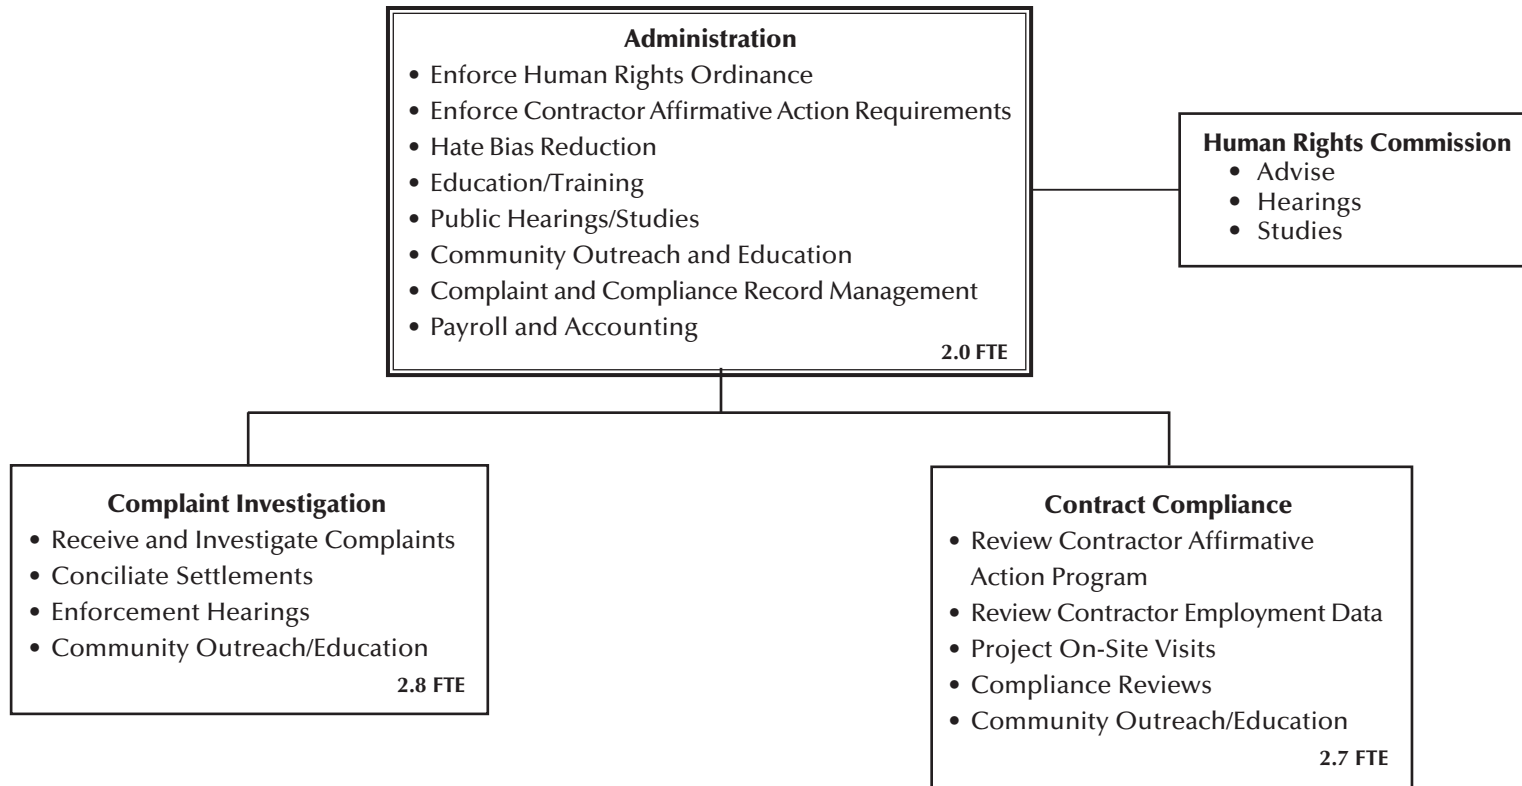 Administration
• Enforce Human Rights Ordinance
• Enforce Contractor Affirmative Action Requirements
• Hate Bias Reduction
• Education/Training
• Public Hearings/Studies
• Community Outreach and Education
• Complaint and Compliance Record Management
• Payroll and Accounting
2.0 FTE
Human Rights Commission
• Advise
• Hearings
• Studies
Complaint Investigation
• Receive and Investigate Complaints
• Conciliate Settlements
• Enforcement Hearings
• Community Outreach/Education
2.8 FTE
Contract Compliance
• Review Contractor Affirmative
Action Program
• Review Contractor Employment Data
• Project On-Site Visits
• Compliance Reviews
• Community Outreach/Education
2.7 FTE